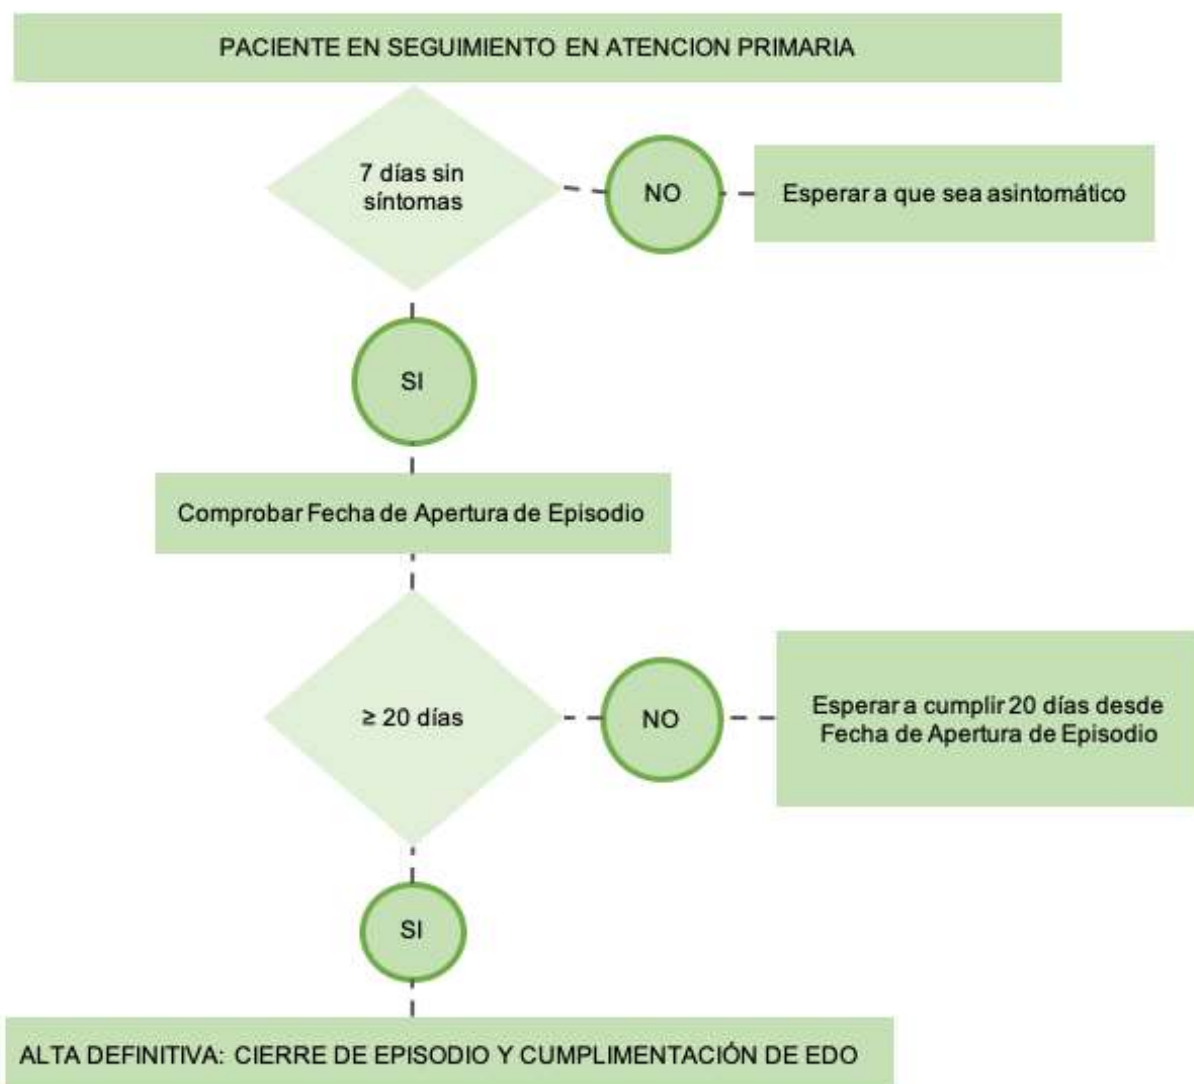 PACIENTE EN SEGUIMIENTO EN ATENCION PRIMARIA
7 días sin
síntomas
NO
Esperar a que sea asintomático
SI
Comprobar Fecha de Apertura de Episodio
≥ 20 días
NO
Esperar a cumplir 20 días desde
Fecha de Apertura de Episodio
SI
ALTA DEFINITIVA: CIERRE DE EPISODIO Y CUMPLIMENTACIÓN DE EDO